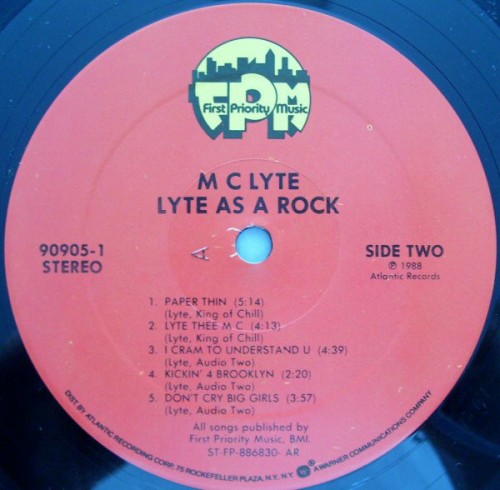 FPM
First Priority Music
M C LYTE
LYTE AS A ROCK
90905-1
STEREO
A
SIDE TWO
℗ 1988
Atlantic Records
1. PAPER THIN (5:14)
(Lyte, King of Chill)
2. LYTE THEE M C (4:13)
(Lyte, King of Chill)
3. I CRAM TO UNDERSTAND U (4:39)
(Lyte, Audio Two)
4. KICKIN' 4 BROOKLYN (2:20)
(Lyte, Audio Two)
5. DON'T CRY BIG GIRLS (3:57)
(Lyte, Audio Two)
All songs published by
First Priority Music, BMI.
ST-FP-886830- AR
DIST. BY ATLANTIC RECORDING CORP. 75 ROCKEFELLER PLAZA, N.Y. N.Y. A WARNER COMMUNICATIONS COMPANY